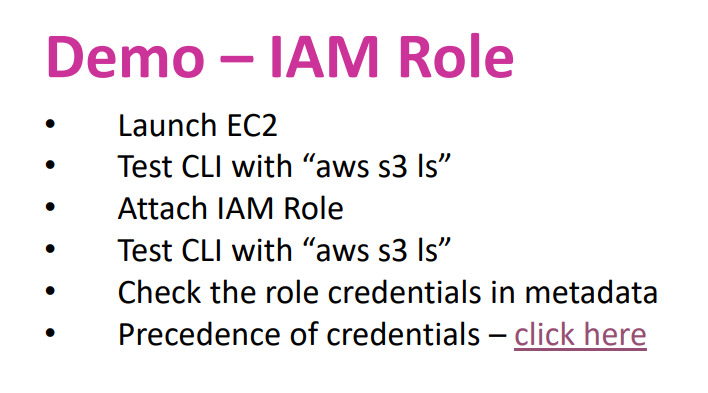 Demo – IAM Role
• Launch EC2
• Test CLI with “aws s3 ls”
• Attach IAM Role
• Test CLI with “aws s3 ls”
• Check the role credentials in metadata
• Precedence of credentials – click here